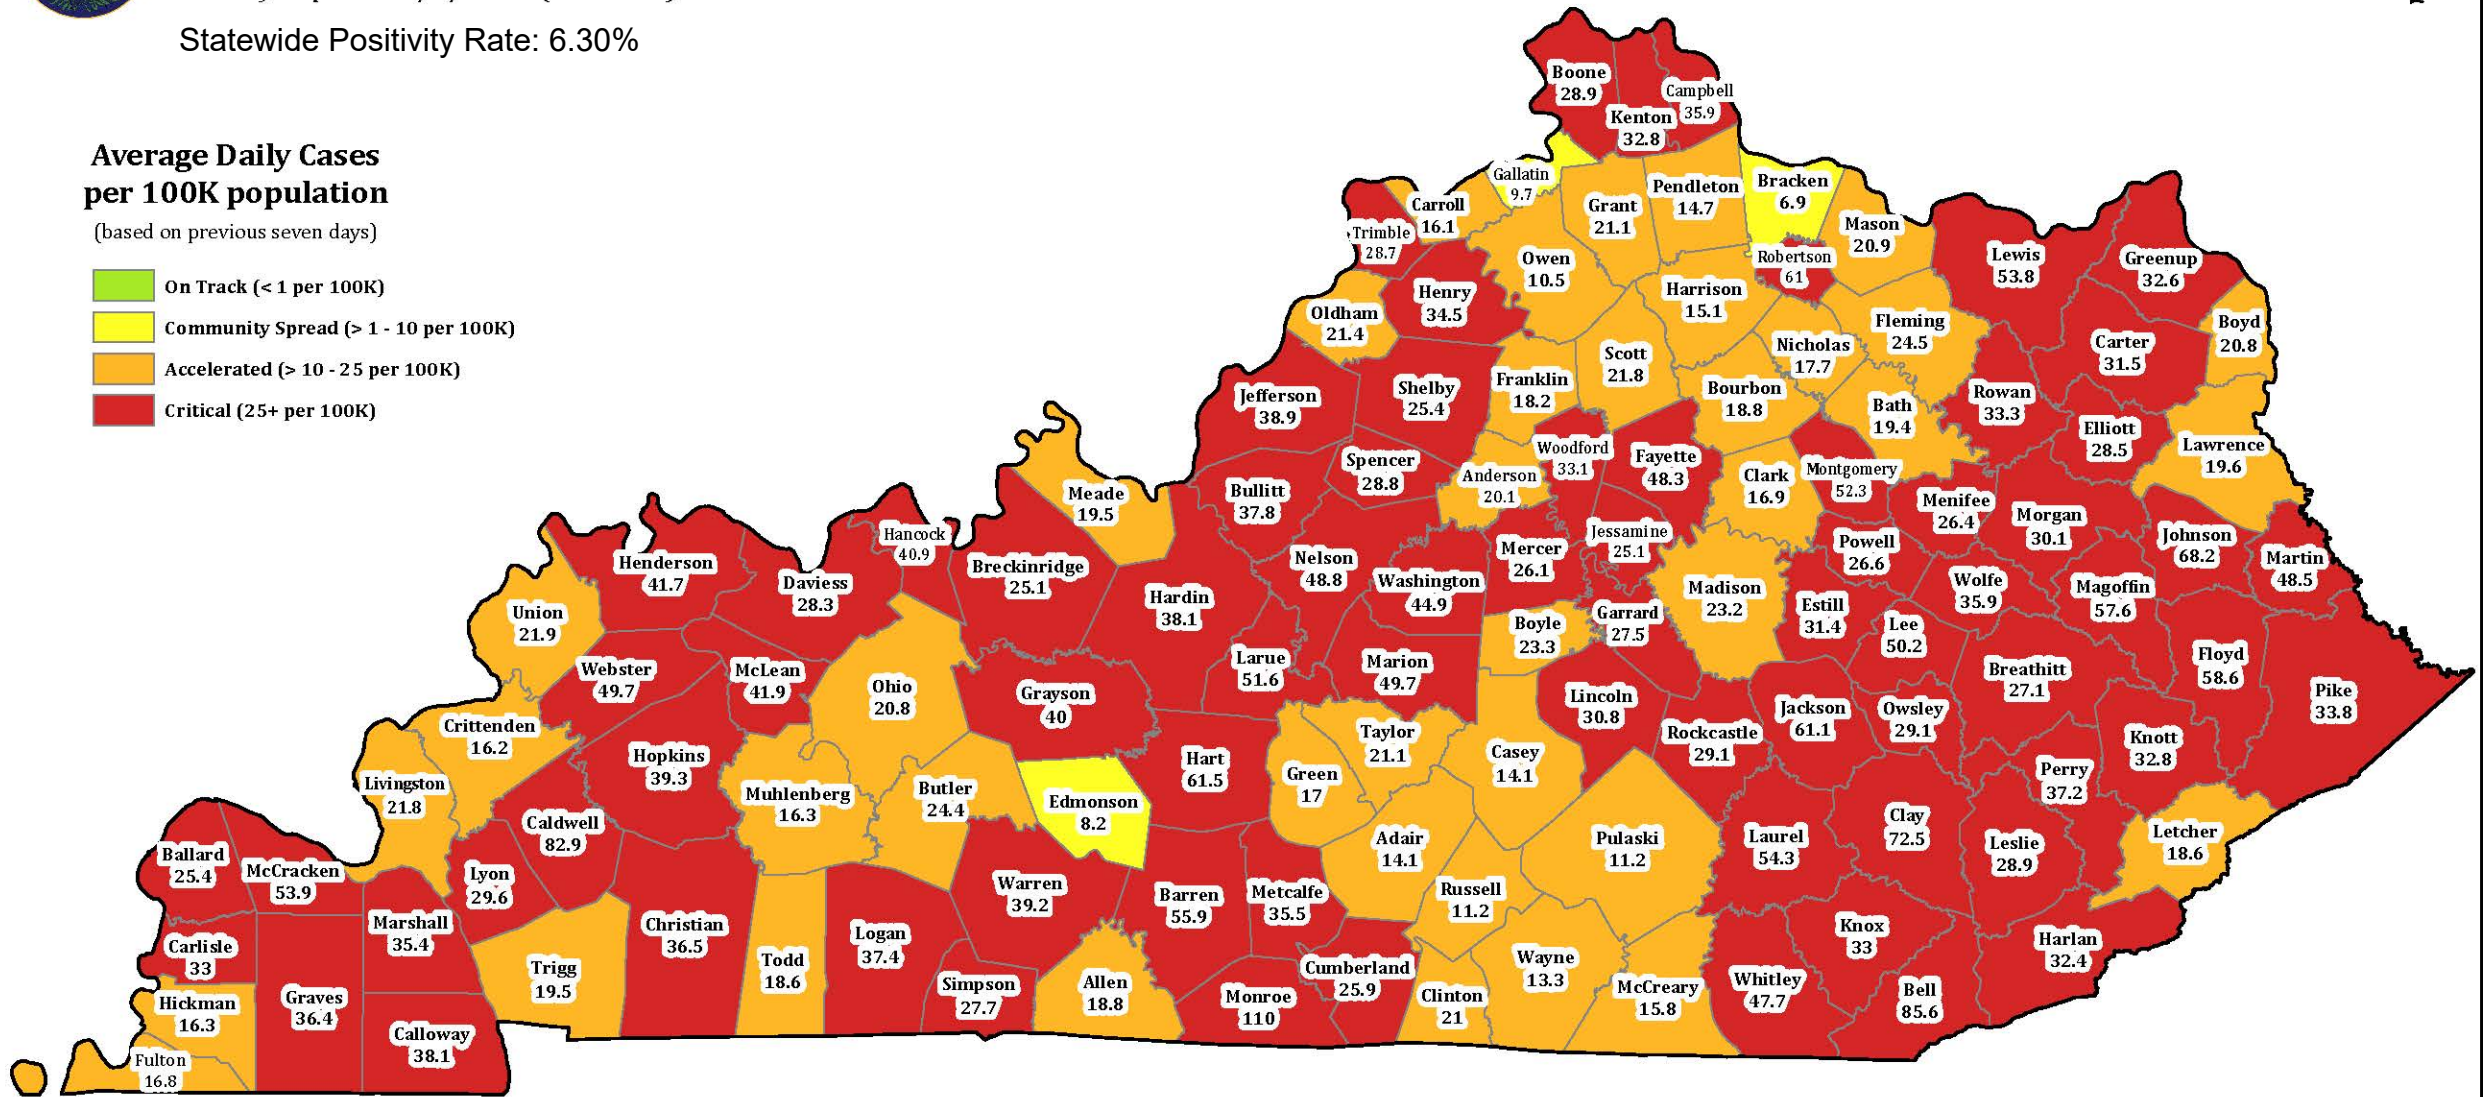 Statewide Positivity Rate: 6.30%
Average Daily Cases
per 100K population
(based on previous seven days)
On Track (< 1 per 100K)
Community Spread (> 1 - 10 per 100K)
Accelerated (> 10 - 25 per 100K)
Critical (25+ per 100K)
Boone
28.9
Campbell
35.9
Kenton
32.8
Gallatin
9.7
Carroll
16.1
Grant
21.1
Pendleton
14.7
Bracken
6.9
Mason
20.9
Trimble
28.7
Owen
10.5
Robertson
61
Lewis
53.8
Greenup
32.6
Henry
34.5
Harrison
15.1
Oldham
21.4
Fleming
24.5
Boyd
20.8
Carter
31.5
Nicholas
17.7
Scott
21.8
Franklin
18.2
Shelby
25.4
Jefferson
38.9
Bourbon
18.8
Bath
19.4
Rowan
33.3
Elliott
28.5
Lawrence
19.6
Woodford
33.1
Fayette
48.3
Spencer
28.8
Anderson
20.1
Clark
16.9
Montgomery
52.3
Bullitt
37.8
Meade
19.5
Menifee
26.4
Morgan
30.1
Johnson
68.2
Martin
48.5
Hancock
40.9
Jessamine
25.1
Mercer
26.1
Powell
26.6
Nelson
48.8
Washington
44.9
Breckinridge
25.1
Henderson
41.7
Daviess
28.3
Hardin
38.1
Madison
23.2
Wolfe
35.9
Magoffin
57.6
Estill
31.4
Union
21.9
Boyle
23.3
Garrard
27.5
Lee
50.2
Larue
51.6
Marion
49.7
Webster
49.7
McLean
41.9
Breathitt
27.1
Floyd
58.6
Ohio
20.8
Grayson
40
Lincoln
30.8
Jackson
61.1
Owsley
29.1
Pike
33.8
Crittenden
16.2
Taylor
21.1
Rockcastle
29.1
Knott
32.8
Hopkins
39.3
Hart
61.5
Green
17
Casey
14.1
Perry
37.2
Livingston
21.8
Muhlenberg
16.3
Butler
24.4
Edmonson
8.2
Caldwell
82.9
Adair
14.1
Pulaski
11.2
Laurel
54.3
Clay
72.5
Leslie
28.9
Letcher
18.6
Ballard
25.4
McCracken
53.9
Lyon
29.6
Warren
39.2
Barren
55.9
Metcalfe
35.5
Russell
11.2
Marshall
35.4
Christian
36.5
Logan
37.4
Knox
33
Harlan
32.4
Carlisle
33
Trigg
19.5
Todd
18.6
Simpson
27.7
Allen
18.8
Cumberland
25.9
Wayne
13.3
Whitley
47.7
Hickman
16.3
Graves
36.4
Monroe
110
Clinton
21
McCreary
15.8
Bell
85.6
Calloway
38.1
Fulton
16.8